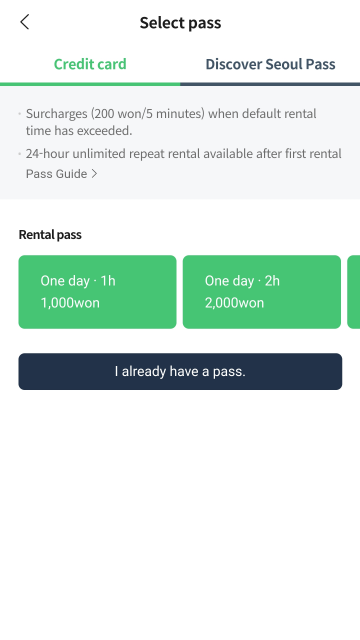 Select pass
Credit card
Discover Seoul Pass
· Surcharges (200 won/5 minutes) when default rental
time has exceeded.
· 24-hour unlimited repeat rental available after first rental
Pass Guide >
Rental pass
One day · 1h
1,000won
One day · 2h
2,000won
I already have a pass.